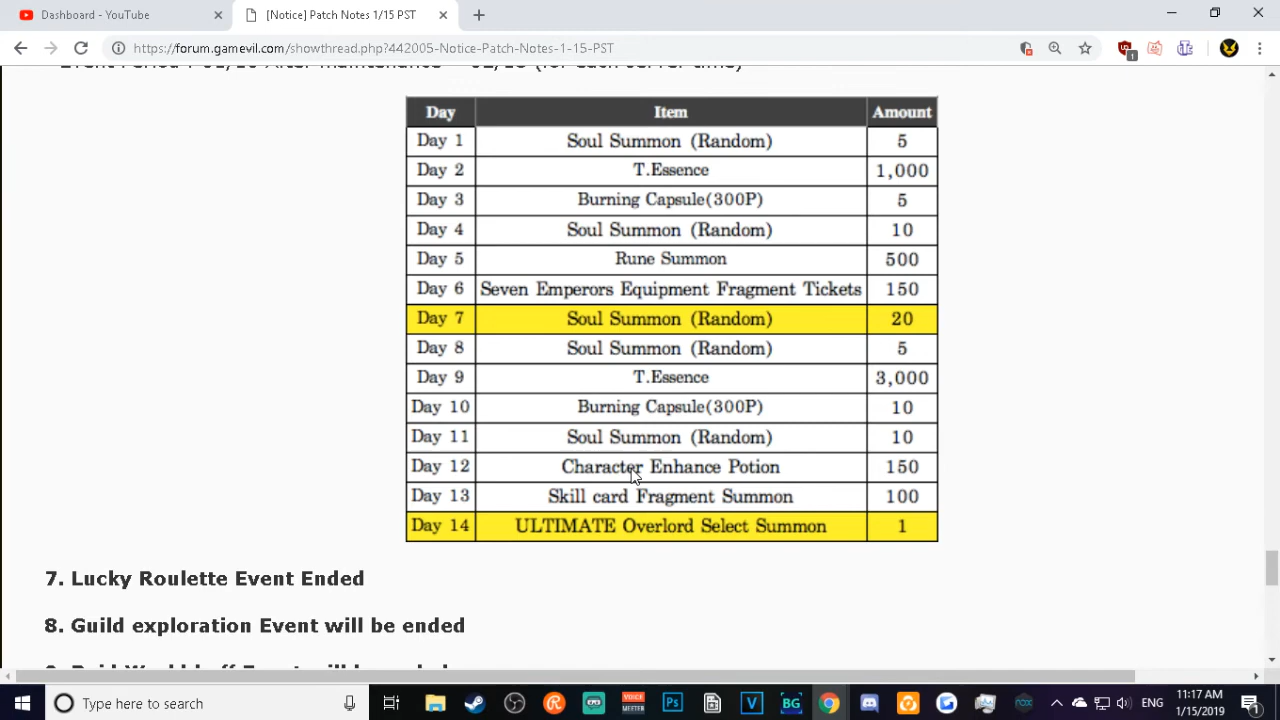 Dashboard - YouTube
[Notice] Patch Notes 1/15 PST
https://forum.gamevil.com/showthread.php?442005-Notice-Patch-Notes-1-15-PST
Day Item Amount
Day 1 Soul Summon (Random) 5
Day 2 T.Essence 1,000
Day 3 Burning Capsule(300P) 5
Day 4 Soul Summon (Random) 10
Day 5 Rune Summon 500
Day 6 Seven Emperors Equipment Fragment Tickets 150
Day 7 Soul Summon (Random) 20
Day 8 Soul Summon (Random) 5
Day 9 T.Essence 3,000
Day 10 Burning Capsule(300P) 10
Day 11 Soul Summon (Random) 10
Day 12 Character Enhance Potion 150
Day 13 Skill card Fragment Summon 100
Day 14 ULTIMATE Overlord Select Summon 1
7. Lucky Roulette Event Ended
8. Guild exploration Event will be ended
Type here to search
VOICE MEETER
Ps
V
BG
nox
ENG
11:17 AM
1/15/2019
1